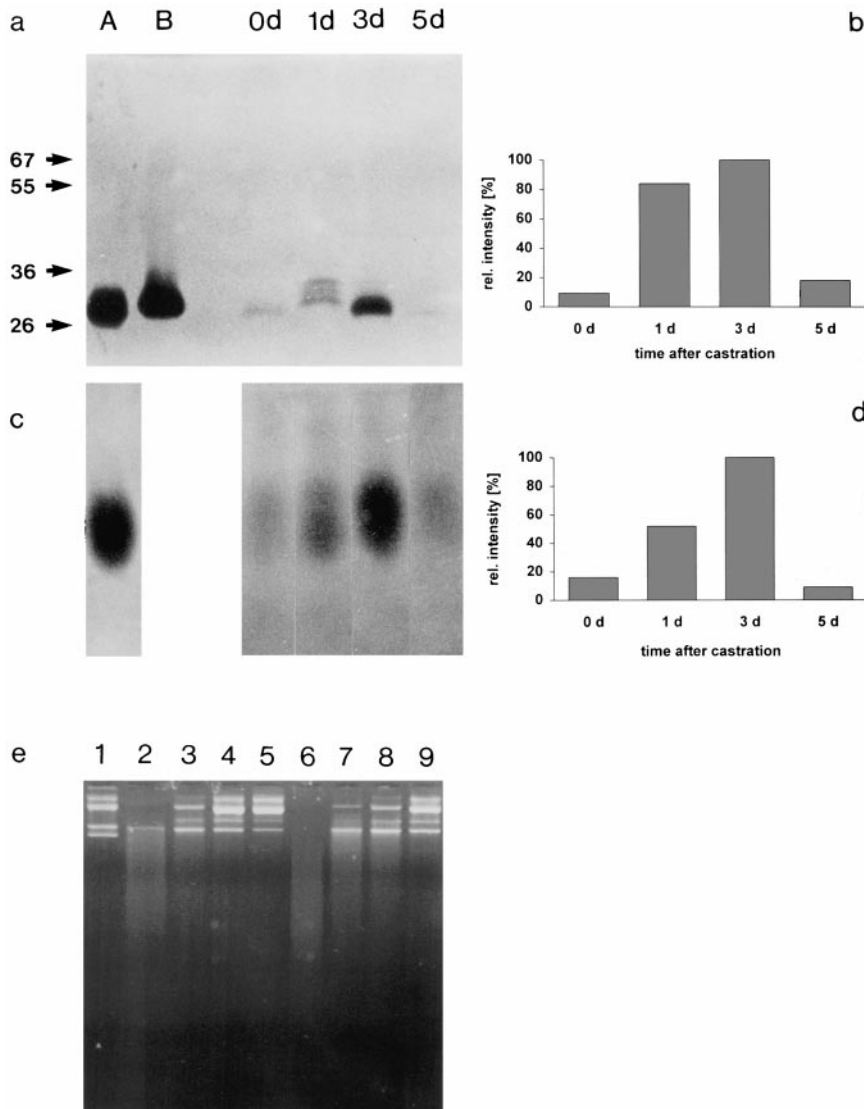 a A B 0d 1d 3d 5d b
67
55
36
26
rel. intensity [%]
100
80
60
40
20
0
0 d 1 d 3 d 5 d
time after castration
c d
rel. intensity [%]
100
80
60
40
20
0
0 d 1 d 3 d 5 d
time after castration
e 1 2 3 4 5 6 7 8 9